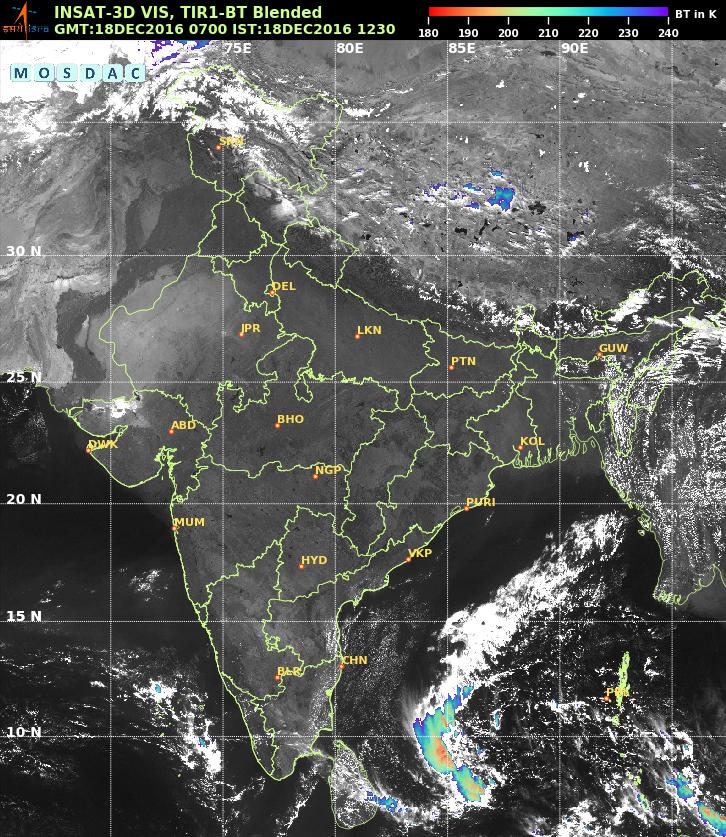 INSAT-3D VIS, TIR1-BT Blended
GMT:18DEC2016 0700 IST:18DEC2016 1230
BT in K
180 190 200 210 220 230 240
75E 80E 85E 90E
M O S D A C
SRN
30 N
DEL
JPR LKN
GUW
PTN
25 N
ABD BHO
DWK KOL
NGP
20 N PURI
MUM
VKP
HYD
15 N
CHN
BLR
10 N